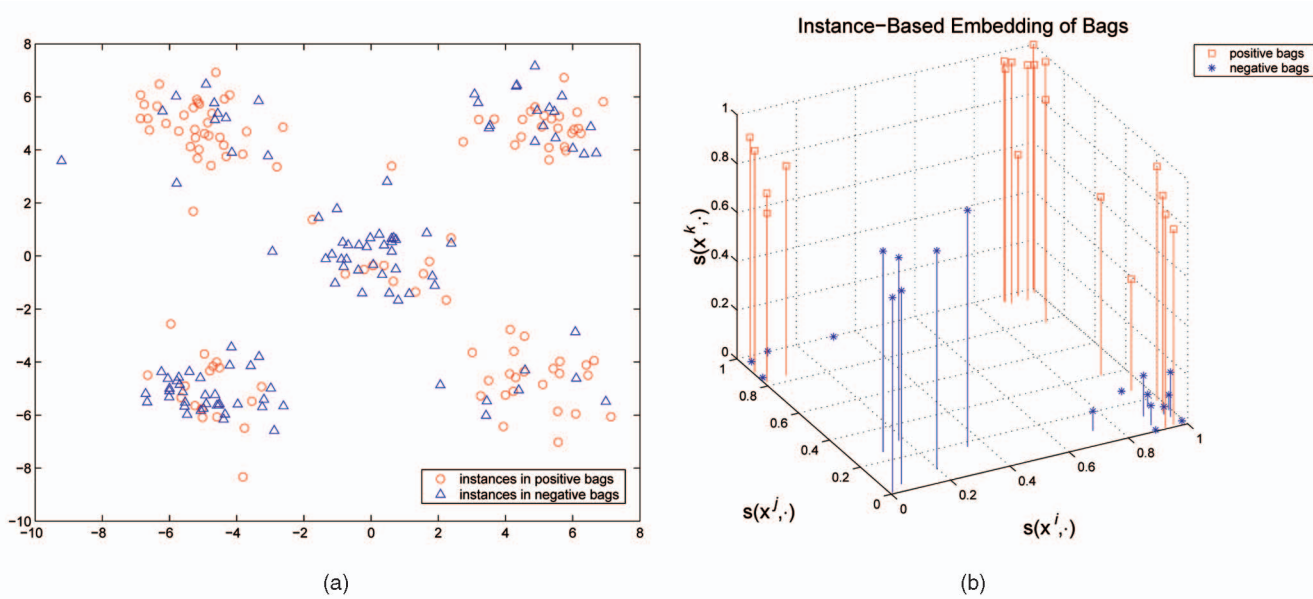 8
6
4
2
0
−2
−4
−6
−8
−10
−10 −8 −6 −4 −2 0 2 4 6 8
instances in positive bags
instances in negative bags
(a)
Instance−Based Embedding of Bags
positive bags
negative bags
1
0.8
0.6
0.4
0.2
0
s(x^k,·)
1
0.8
0.6
0.4
0.2
0
s(x^j,·)
0
0.2
0.4
0.6
0.8
1
s(x^i,·)
(b)